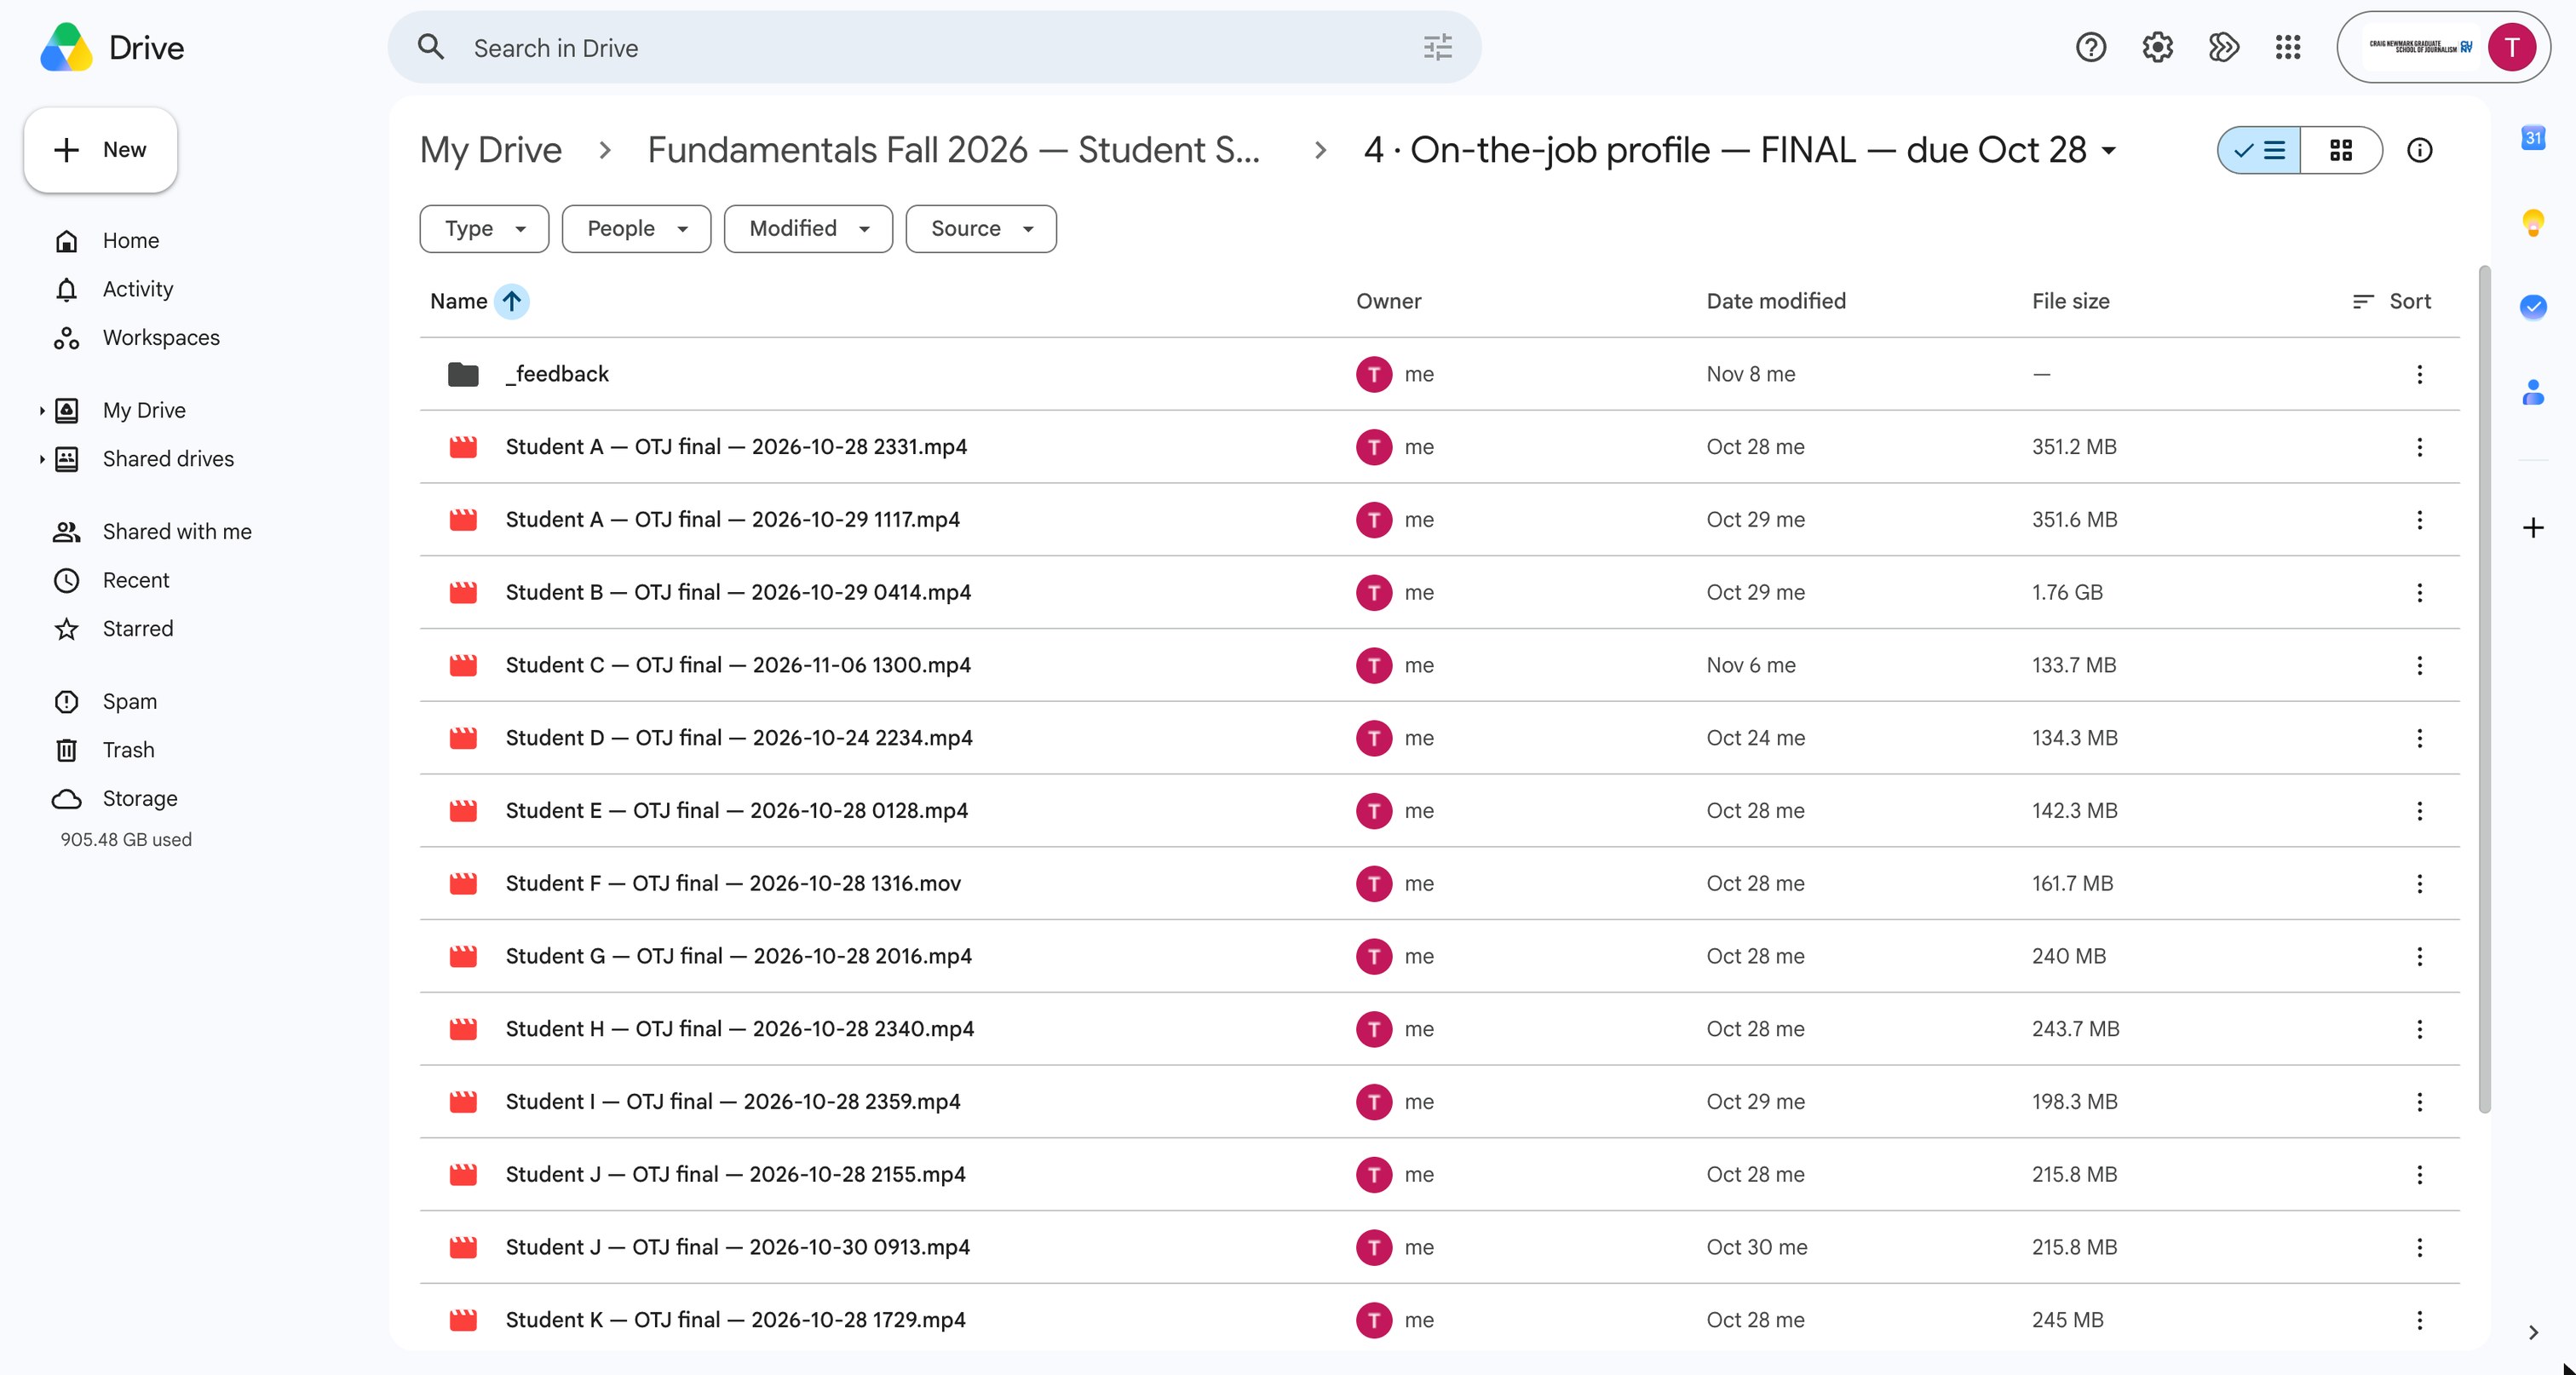 Drive
Search in Drive
CRAIG NEWMARK GRADUATE
SCHOOL OF JOURNALISM
CU
NY
T
New
Home
Activity
Workspaces
My Drive
Shared drives
Shared with me
Recent
Starred
Spam
Trash
Storage
905.48 GB used
My Drive > Fundamentals Fall 2026 — Student S... > 4 · On-the-job profile — FINAL — due Oct 28
Type People Modified Source
Name Owner Date modified File size Sort
_feedback T me Nov 8 me —
Student A — OTJ final — 2026-10-28 2331.mp4 T me Oct 28 me 351.2 MB
Student A — OTJ final — 2026-10-29 1117.mp4 T me Oct 29 me 351.6 MB
Student B — OTJ final — 2026-10-29 0414.mp4 T me Oct 29 me 1.76 GB
Student C — OTJ final — 2026-11-06 1300.mp4 T me Nov 6 me 133.7 MB
Student D — OTJ final — 2026-10-24 2234.mp4 T me Oct 24 me 134.3 MB
Student E — OTJ final — 2026-10-28 0128.mp4 T me Oct 28 me 142.3 MB
Student F — OTJ final — 2026-10-28 1316.mov T me Oct 28 me 161.7 MB
Student G — OTJ final — 2026-10-28 2016.mp4 T me Oct 28 me 240 MB
Student H — OTJ final — 2026-10-28 2340.mp4 T me Oct 28 me 243.7 MB
Student I — OTJ final — 2026-10-28 2359.mp4 T me Oct 29 me 198.3 MB
Student J — OTJ final — 2026-10-28 2155.mp4 T me Oct 28 me 215.8 MB
Student J — OTJ final — 2026-10-30 0913.mp4 T me Oct 30 me 215.8 MB
Student K — OTJ final — 2026-10-28 1729.mp4 T me Oct 28 me 245 MB
31